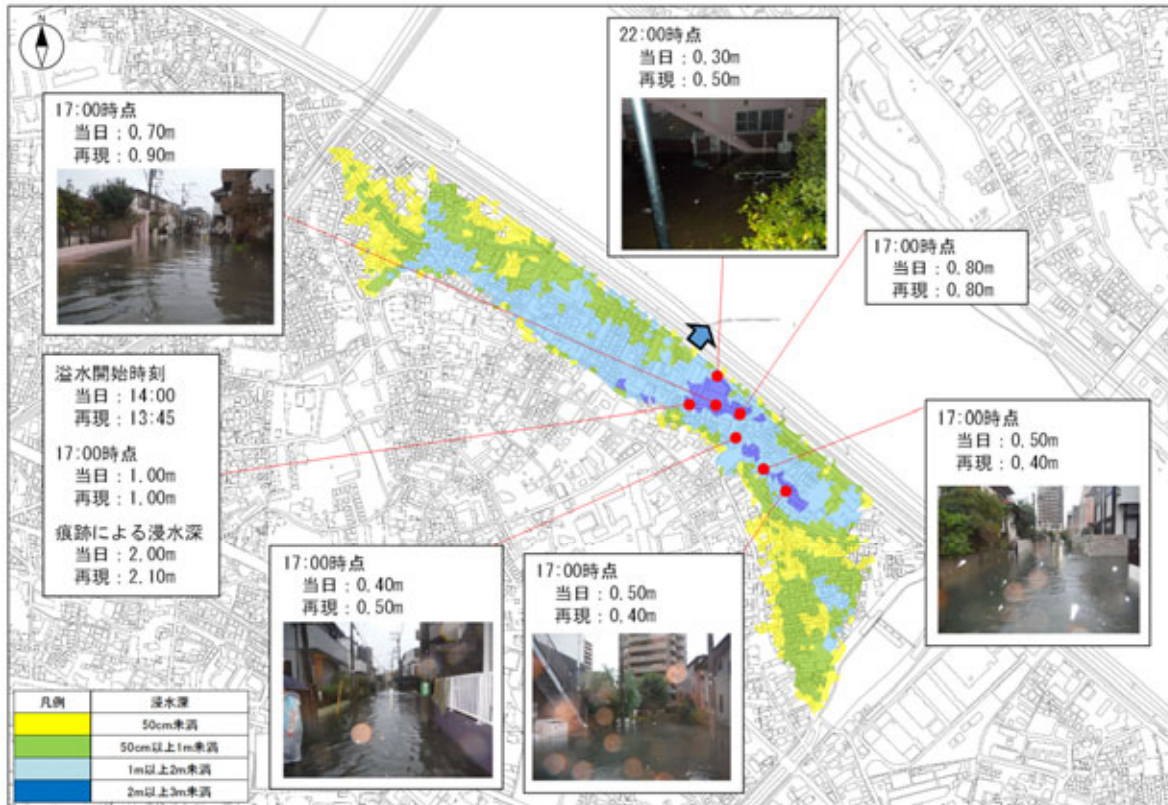 N
22:00時点
当日：0.30m
再現：0.50m
17:00時点
当日：0.70m
再現：0.90m
17:00時点
当日：0.80m
再現：0.80m
溢水開始時刻
当日：14:00
再現：13:45
17:00時点
当日：1.00m
再現：1.00m
痕跡による浸水深
当日：2.00m
再現：2.10m
17:00時点
当日：0.50m
再現：0.40m
17:00時点
当日：0.40m
再現：0.50m
17:00時点
当日：0.50m
再現：0.40m
凡例 浸水深
50cm未満
50cm以上1m未満
1m以上2m未満
2m以上3m未満